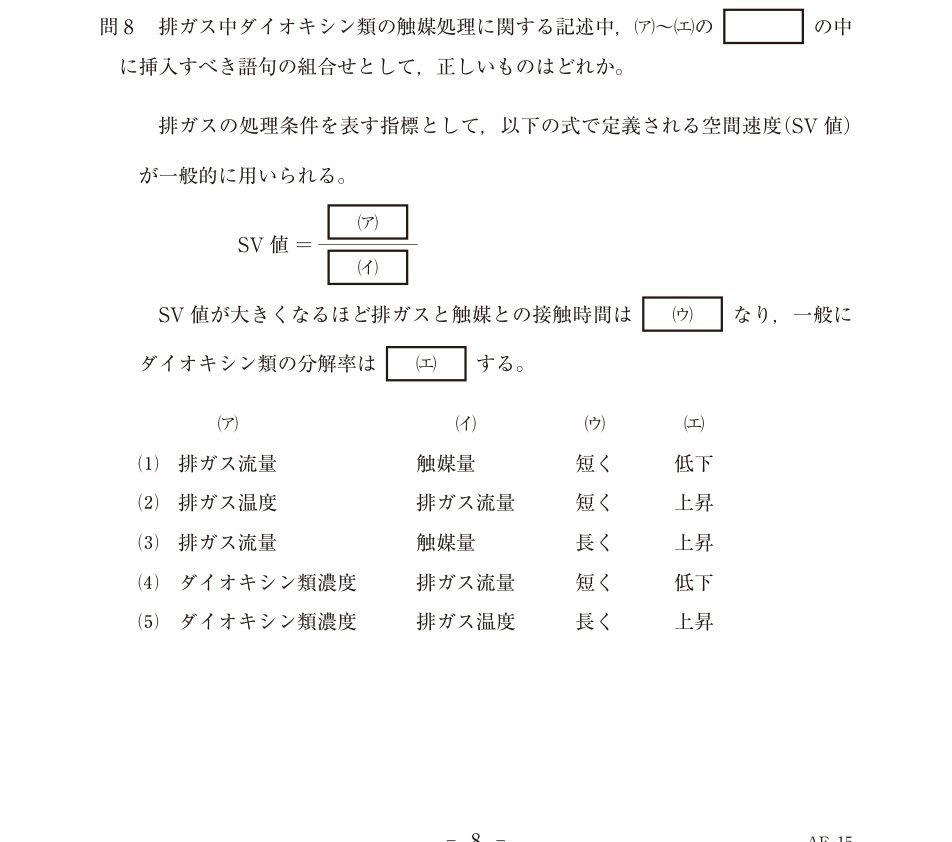 問8 排ガス中ダイオキシン類の触媒処理に関する記述中，㋐～㋓の の中
に挿入すべき語句の組合せとして，正しいものはどれか。
排ガスの処理条件を表す指標として，以下の式で定義される空間速度(SV 値)
が一般的に用いられる。
SV 値 = (ア)
(イ)
SV 値が大きくなるほど排ガスと触媒との接触時間は (ウ) なり，一般に
ダイオキシン類の分解率は (エ) する。
(ア) (イ) (ウ) (エ)
(1) 排ガス流量 触媒量 短く 低下
(2) 排ガス温度 排ガス流量 短く 上昇
(3) 排ガス流量 触媒量 長く 上昇
(4) ダイオキシン類濃度 排ガス流量 短く 低下
(5) ダイオキシン類濃度 排ガス温度 長く 上昇
－ 8 －